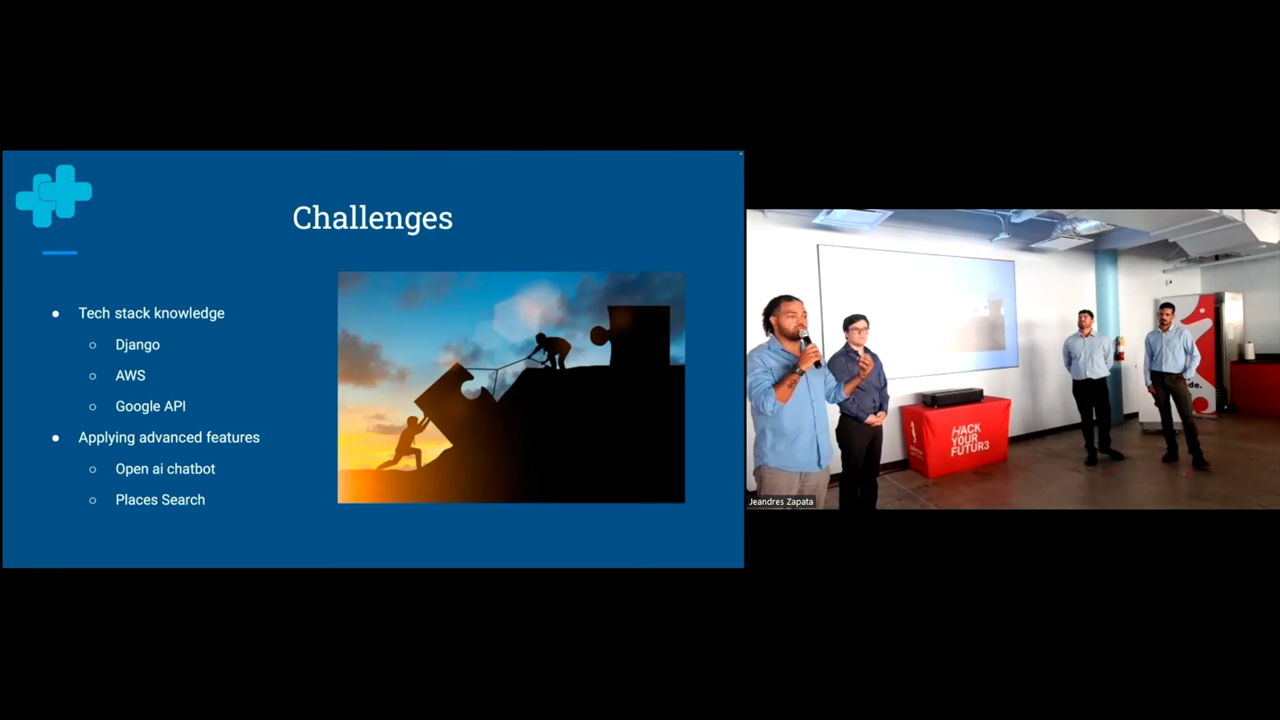 Challenges
Tech stack knowledge
Django
AWS
Google API
Applying advanced features
Open ai chatbot
Places Search
HACK
YOUR
FUTUR3
de.
Jeandres Zapata